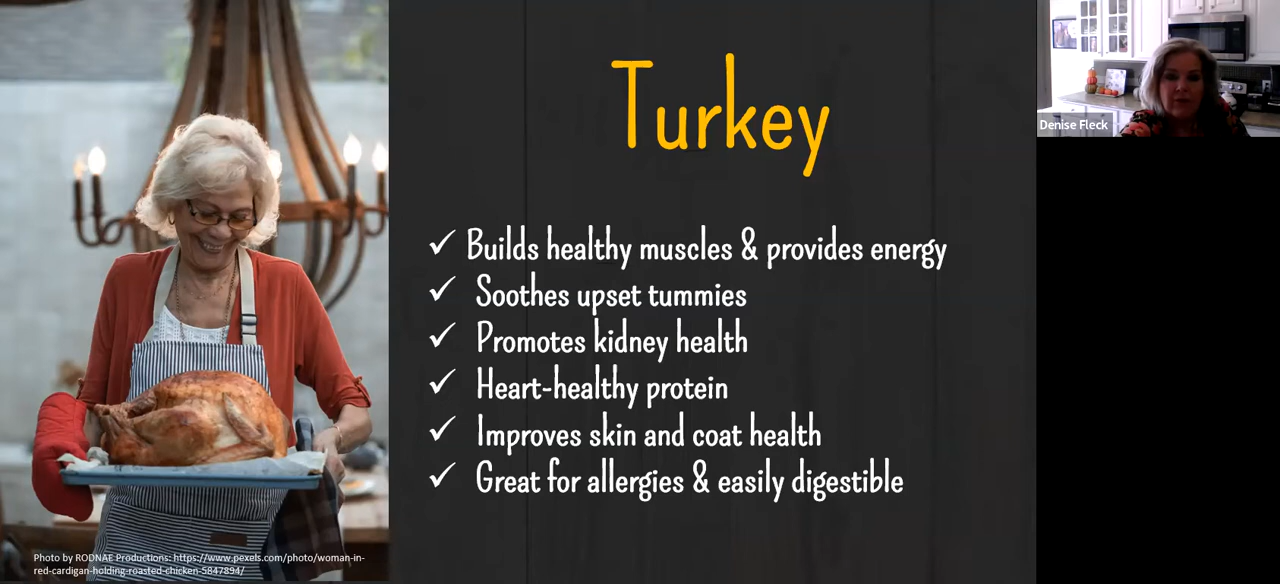 Turkey
✓ Builds healthy muscles & provides energy
✓ Soothes upset tummies
✓ Promotes kidney health
✓ Heart-healthy protein
✓ Improves skin and coat health
✓ Great for allergies & easily digestible
Photo by RODNAE Productions: https://www.pexels.com/photo/woman-in-
red-cardigan-holding-roasted-chicken-5847894/
Denise Fleck